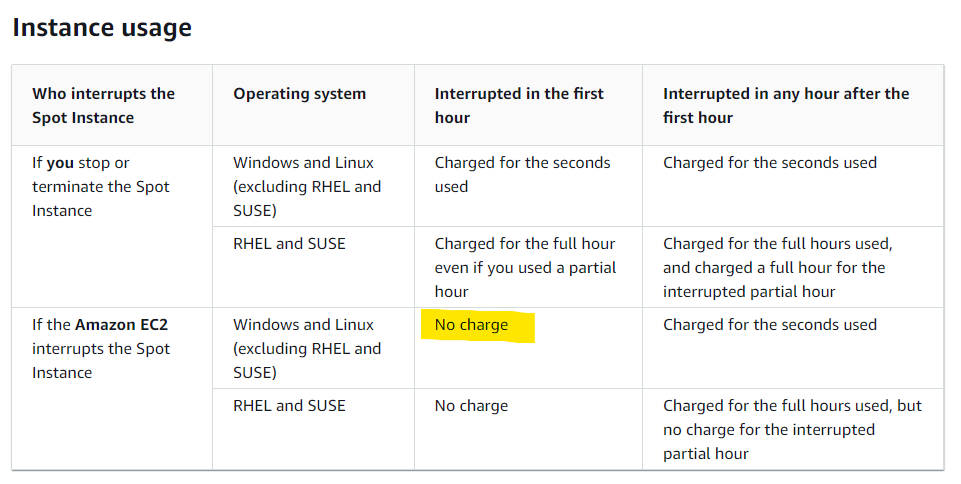 Instance usage
Who interrupts the
Spot Instance
Operating system
Interrupted in the first
hour
Interrupted in any hour after the
first hour
If you stop or
terminate the Spot
Instance
Windows and Linux
(excluding RHEL and
SUSE)
Charged for the seconds
used
Charged for the seconds used
RHEL and SUSE
Charged for the full hour
even if you used a partial
hour
Charged for the full hours used,
and charged a full hour for the
interrupted partial hour
If the Amazon EC2
interrupts the Spot
Instance
Windows and Linux
(excluding RHEL and
SUSE)
No charge
Charged for the seconds used
RHEL and SUSE
No charge
Charged for the full hours used, but
no charge for the interrupted
partial hour